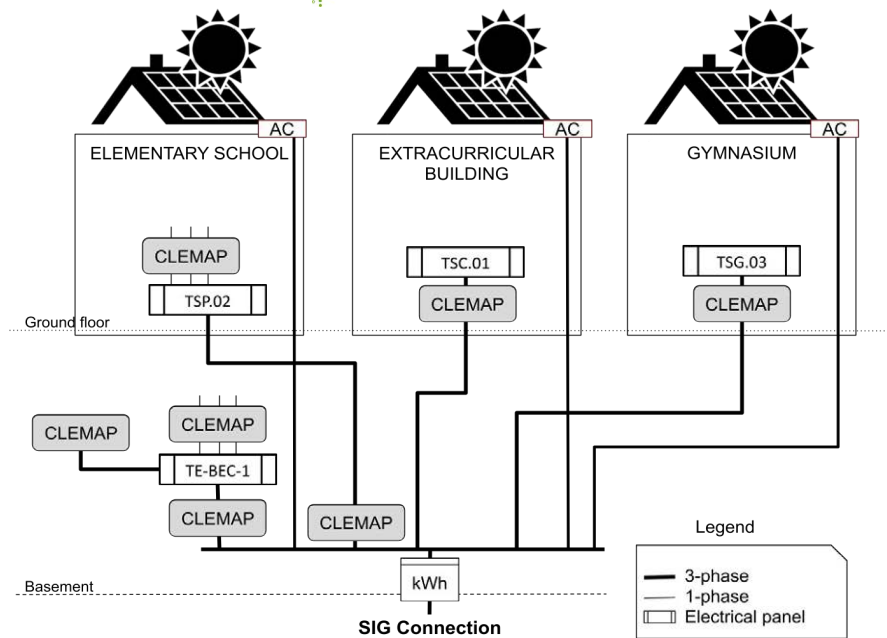 AC
AC
AC
ELEMENTARY SCHOOL
EXTRACURRICULAR
BUILDING
GYMNASIUM
CLEMAP
TSP.02
TSC.01
CLEMAP
TSG.03
CLEMAP
Ground floor
CLEMAP
CLEMAP
TE-BEC-1
CLEMAP
CLEMAP
kWh
Basement
SIG Connection
Legend
3-phase
1-phase
Electrical panel